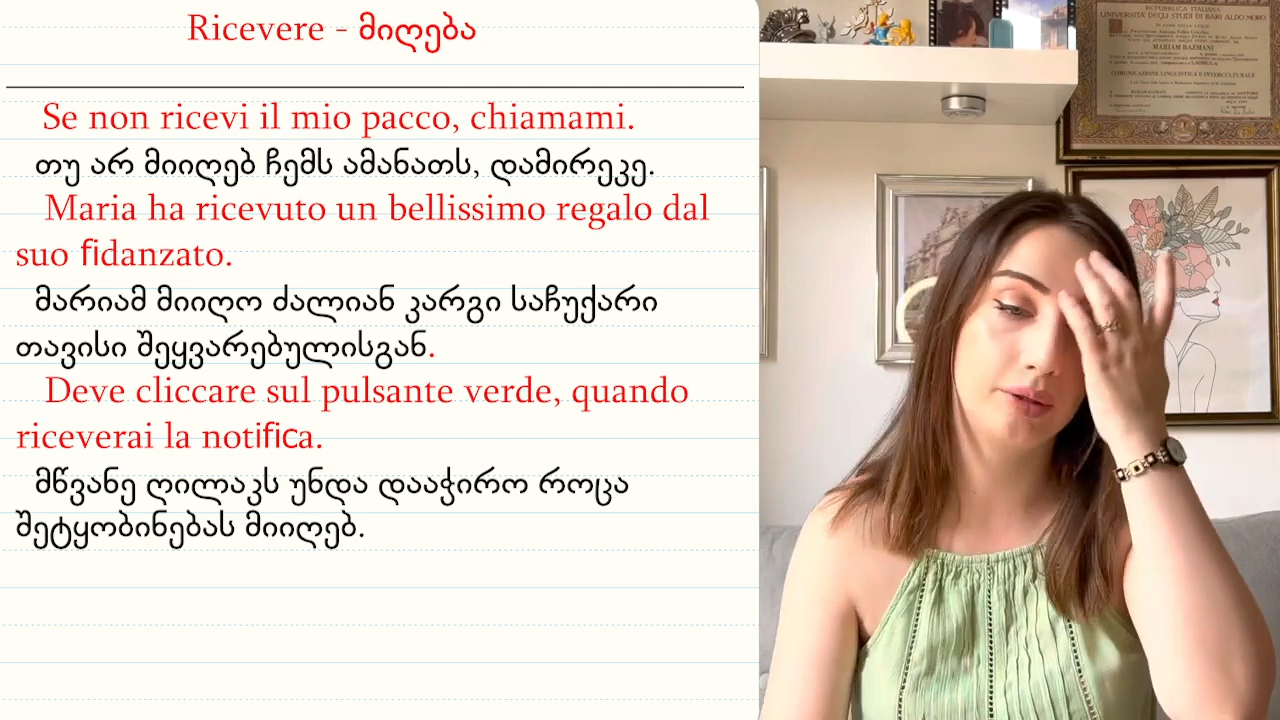 Ricevere - მიღება
Se non ricevi il mio pacco, chiamami.
თუ არ მიიღებ ჩემს ამანათს, დამირეკე.
Maria ha ricevuto un bellissimo regalo dal
suo fidanzato.
მარიამ მიიღო ძალიან კარგი საჩუქარი
თავისი შეყვარებულისგან.
Deve cliccare sul pulsante verde, quando
riceverai la notifica.
მწვანე ღილაკს უნდა დააჭირო როცა
შეტყობინებას მიიღებ.
REPUBBLICA ITALIANA
UNIVERSITA' DEGLI STUDI DI BARI ALDO MORO
MARIAM BAZMANI
COMUNICAZIONE LINGUISTICA E INTERCULTURALE